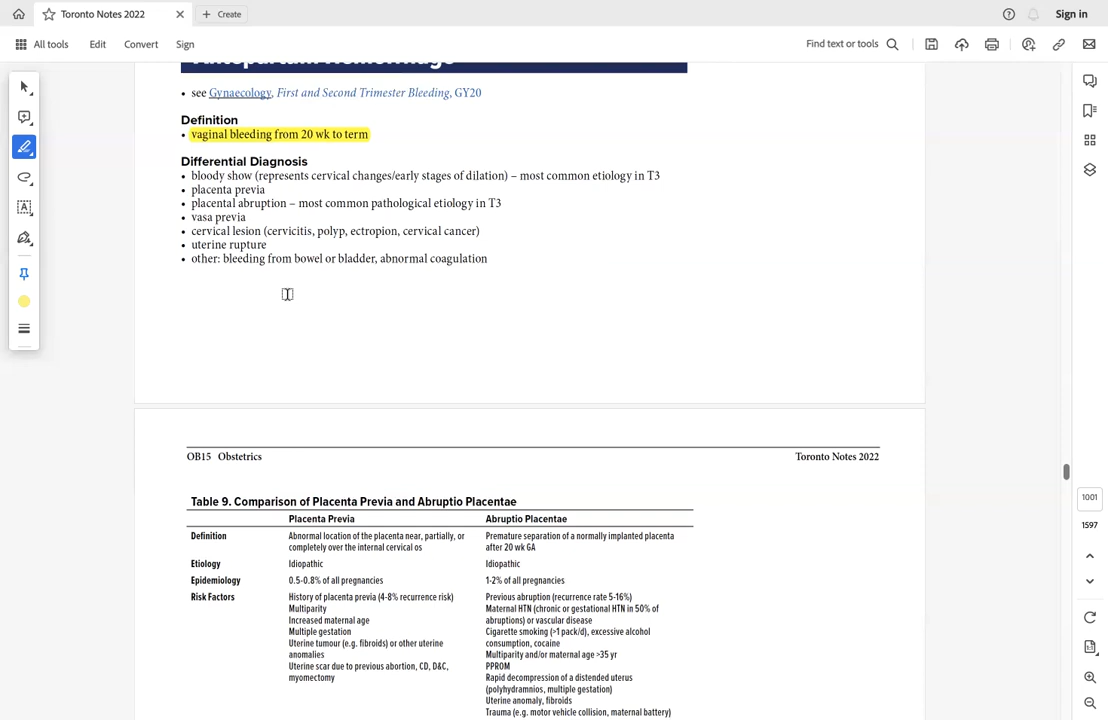 Toronto Notes 2022
Create
Sign in
All tools
Edit
Convert
Sign
Find text or tools
Antepartum Hemorrhage
• see Gynaecology, First and Second Trimester Bleeding, GY20
Definition
• vaginal bleeding from 20 wk to term
Differential Diagnosis
• bloody show (represents cervical changes/early stages of dilation) – most common etiology in T3
• placenta previa
• placental abruption – most common pathological etiology in T3
• vasa previa
• cervical lesion (cervicitis, polyp, ectropion, cervical cancer)
• uterine rupture
• other: bleeding from bowel or bladder, abnormal coagulation
OB15 Obstetrics
Toronto Notes 2022
Table 9. Comparison of Placenta Previa and Abruptio Placentae
Placenta Previa
Abruptio Placentae
Definition
Abnormal location of the placenta near, partially, or
completely over the internal cervical os
Premature separation of a normally implanted placenta
after 20 wk GA
Etiology
Idiopathic
Idiopathic
Epidemiology
0.5-0.8% of all pregnancies
1-2% of all pregnancies
Risk Factors
History of placenta previa (4-8% recurrence risk)
Multiparity
Increased maternal age
Multiple gestation
Uterine tumour (e.g. fibroids) or other uterine
anomalies
Uterine scar due to previous abortion, CD, D&C,
myomectomy
Previous abruption (recurrence rate 5-16%)
Maternal HTN (chronic or gestational HTN in 50% of
abruptions) or vascular disease
Cigarette smoking (>1 pack/d), excessive alcohol
consumption, cocaine
Multiparity and/or maternal age >35 yr
PPROM
Rapid decompression of a distended uterus
(polyhydramnios, multiple gestation)
Uterine anomaly, fibroids
Trauma (e.g. motor vehicle collision, maternal battery)
1001
1597